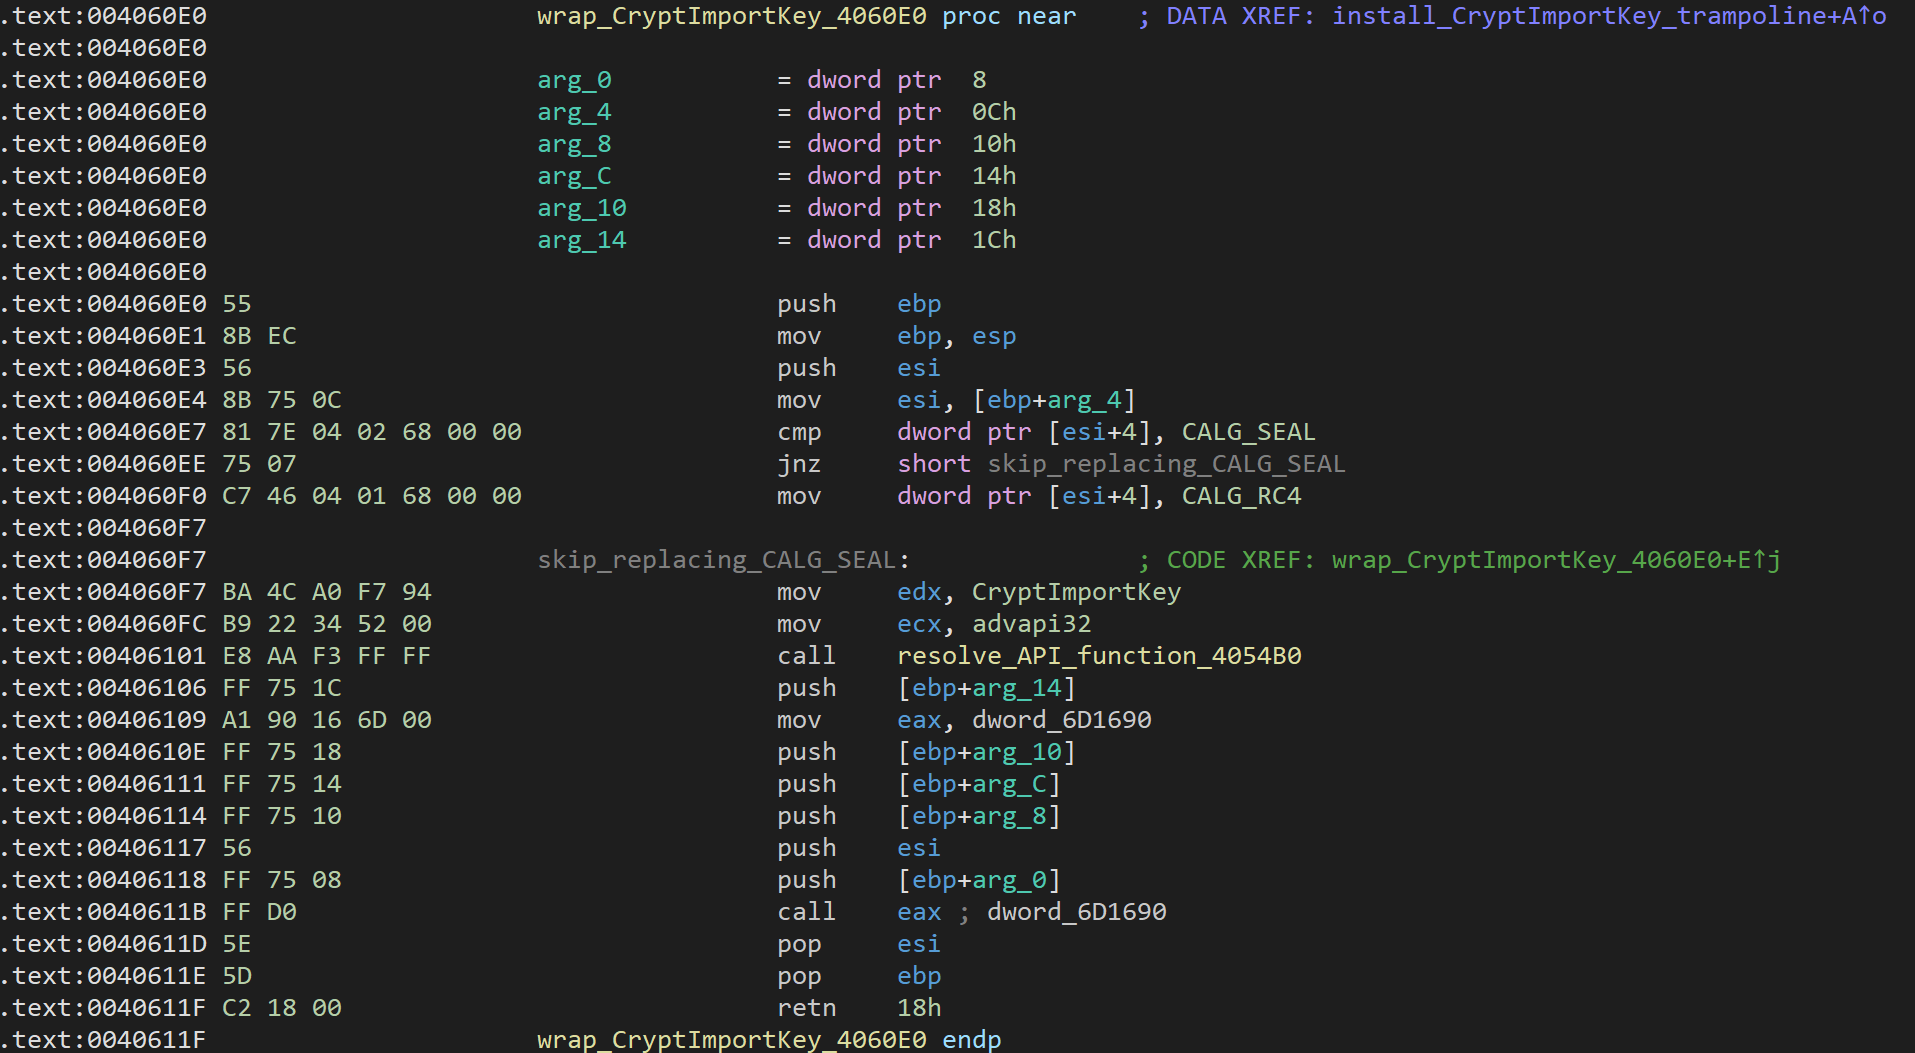 .text:004060E0 wrap_CryptImportKey_4060E0 proc near ; DATA XREF: install_CryptImportKey_trampoline+A↑o
.text:004060E0
.text:004060E0 arg_0 = dword ptr 8
.text:004060E0 arg_4 = dword ptr 0Ch
.text:004060E0 arg_8 = dword ptr 10h
.text:004060E0 arg_C = dword ptr 14h
.text:004060E0 arg_10 = dword ptr 18h
.text:004060E0 arg_14 = dword ptr 1Ch
.text:004060E0
.text:004060E0 55 push ebp
.text:004060E1 8B EC mov ebp, esp
.text:004060E3 56 push esi
.text:004060E4 8B 75 0C mov esi, [ebp+arg_4]
.text:004060E7 81 7E 04 02 68 00 00 cmp dword ptr [esi+4], CALG_SEAL
.text:004060EE 75 07 jnz short skip_replacing_CALG_SEAL
.text:004060F0 C7 46 04 01 68 00 00 mov dword ptr [esi+4], CALG_RC4
.text:004060F7
.text:004060F7 skip_replacing_CALG_SEAL: ; CODE XREF: wrap_CryptImportKey_4060E0+E↑j
.text:004060F7 BA 4C A0 F7 94 mov edx, CryptImportKey
.text:004060FC B9 22 34 52 00 mov ecx, advapi32
.text:00406101 E8 AA F3 FF FF call resolve_API_function_4054B0
.text:00406106 FF 75 1C push [ebp+arg_14]
.text:00406109 A1 90 16 6D 00 mov eax, dword_6D1690
.text:0040610E FF 75 18 push [ebp+arg_10]
.text:00406111 FF 75 14 push [ebp+arg_C]
.text:00406114 FF 75 10 push [ebp+arg_8]
.text:00406117 56 push esi
.text:00406118 FF 75 08 push [ebp+arg_0]
.text:0040611B FF D0 call eax ; dword_6D1690
.text:0040611D 5E pop esi
.text:0040611E 5D pop ebp
.text:0040611F C2 18 00 retn 18h
.text:0040611F wrap_CryptImportKey_4060E0 endp